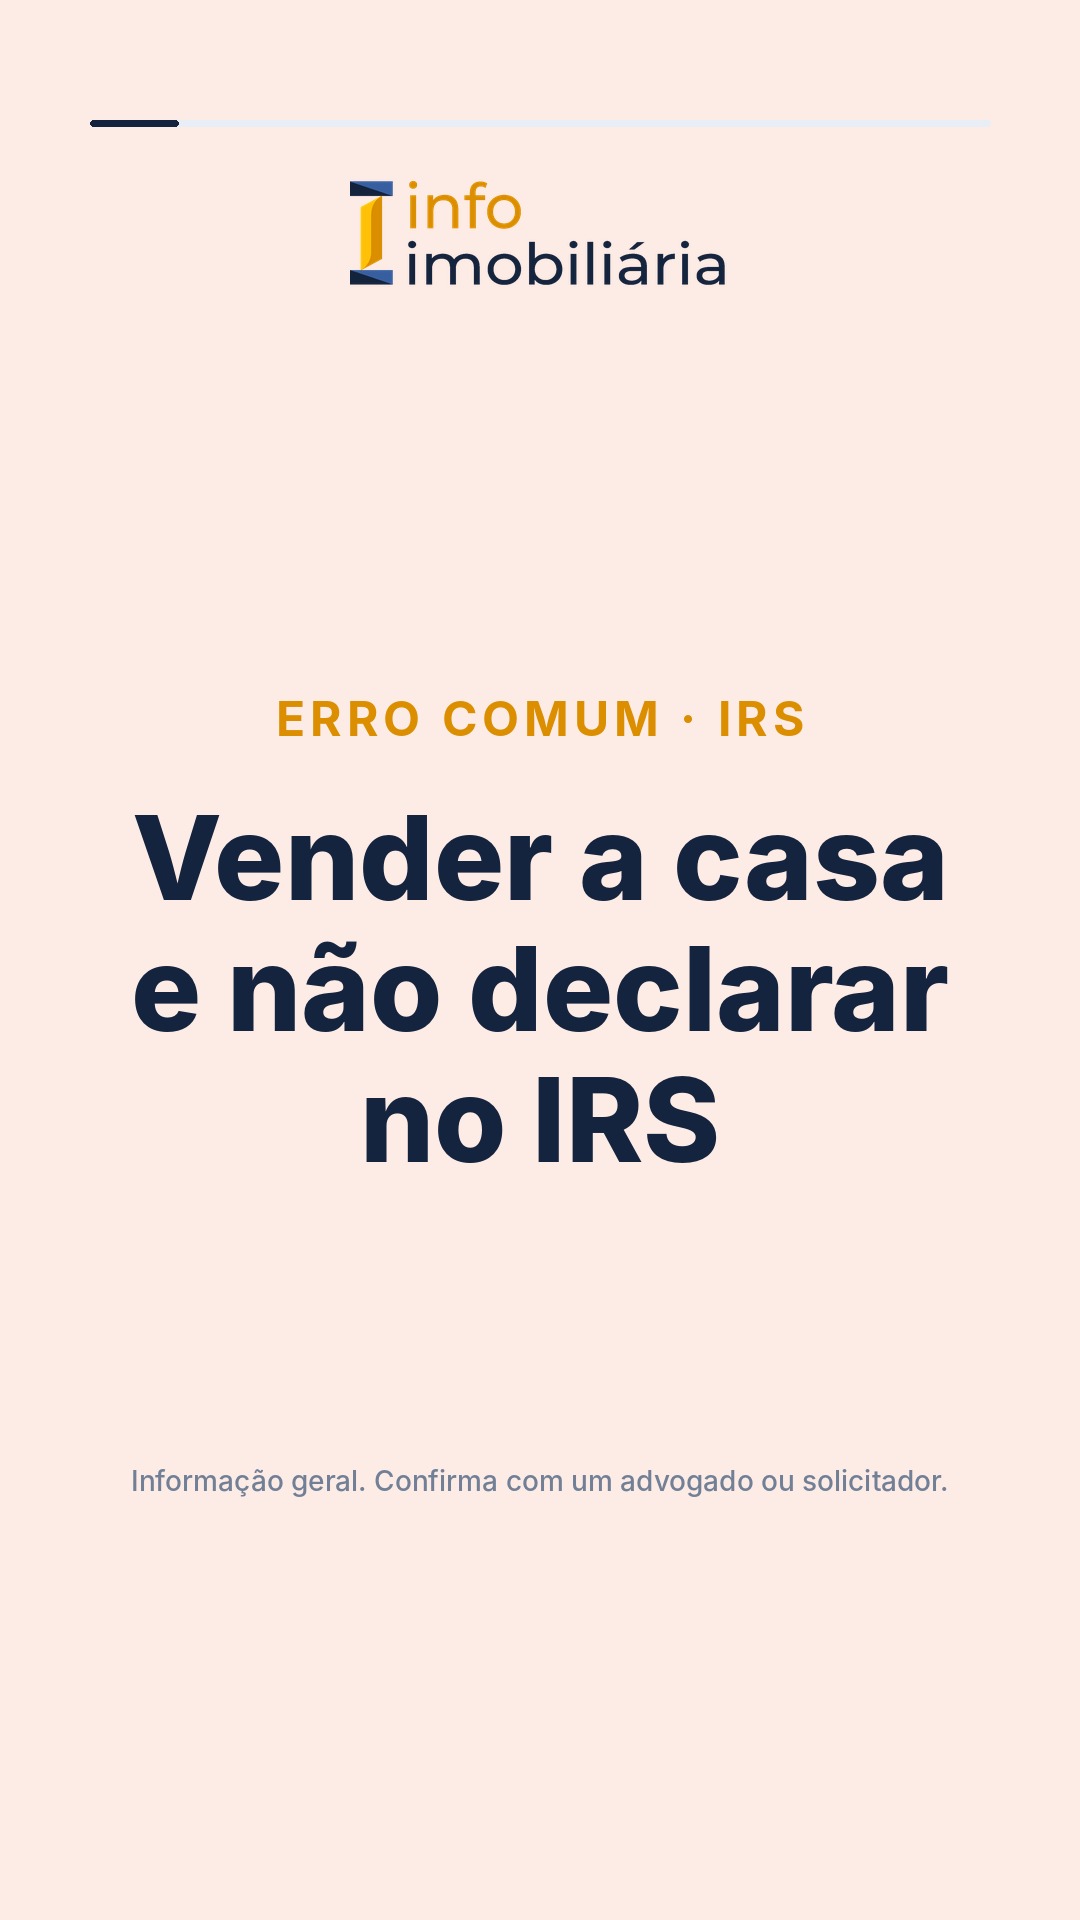 info
imobiliária
ERRO COMUM · IRS
Vender a casa
e não declarar
no IRS
Informação geral. Confirma com um advogado ou solicitador.